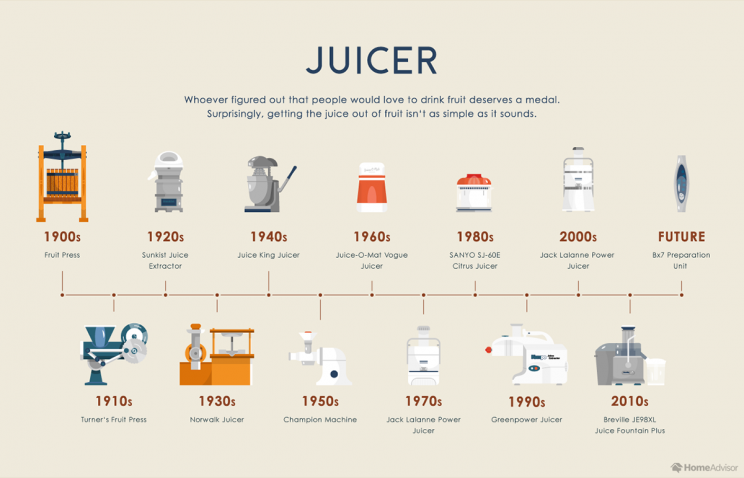 JUICER
Whoever figured out that people would love to drink fruit deserves a medal.
Surprisingly, getting the juice out of fruit isn't as simple as it sounds.
1900s
Fruit Press
1920s
Sunkist Juice
Extractor
1940s
Juice King Juicer
1960s
Juice-O-Mat Vogue
Juicer
1980s
SANYO SJ-60E
Citrus Juicer
2000s
Jack Lalanne Power
Juicer
FUTURE
Bx7 Preparation
Unit
1910s
Turner's Fruit Press
1930s
Norwalk Juicer
1950s
Champion Machine
1970s
Jack Lalanne Power
Juicer
1990s
Greenpower Juicer
2010s
Breville JE98XL
Juice Fountain Plus
HomeAdvisor